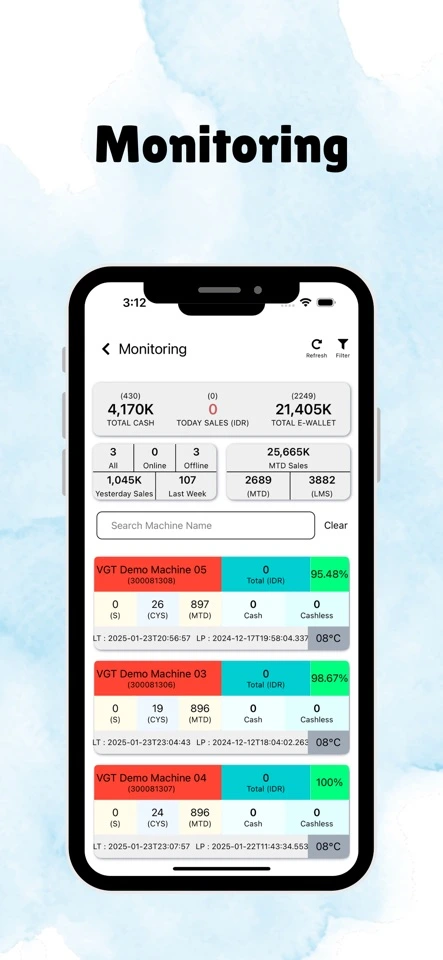 Monitoring
3:12
Monitoring
Refresh
Filter
(430) (0) (2249)
4,170K 0 21,405K
TOTAL CASH TODAY SALES (IDR) TOTAL E-WALLET
3 0 3
All Online Offline
1,045K 107
Yesterday Sales Last Week
25,665K
MTD Sales
2689 3882
(MTD) (LMS)
Search Machine Name Clear
VGT Demo Machine 05 0 95.48%
(300081308) Total (IDR)
0 26 897 0 0
(S) (CYS) (MTD) Cash Cashless
LT : 2025-01-23T20:56:57 LP : 2024-12-17T19:58:04.337 08°C
VGT Demo Machine 03 0 98.67%
(300081306) Total (IDR)
0 19 896 0 0
(S) (CYS) (MTD) Cash Cashless
LT : 2025-01-23T23:04:43 LP : 2024-12-12T18:04:02.263 08°C
VGT Demo Machine 04 0 100%
(300081307) Total (IDR)
0 24 896 0 0
(S) (CYS) (MTD) Cash Cashless
LT : 2025-01-23T23:07:57 LP : 2025-01-22T11:43:34.553 08°C